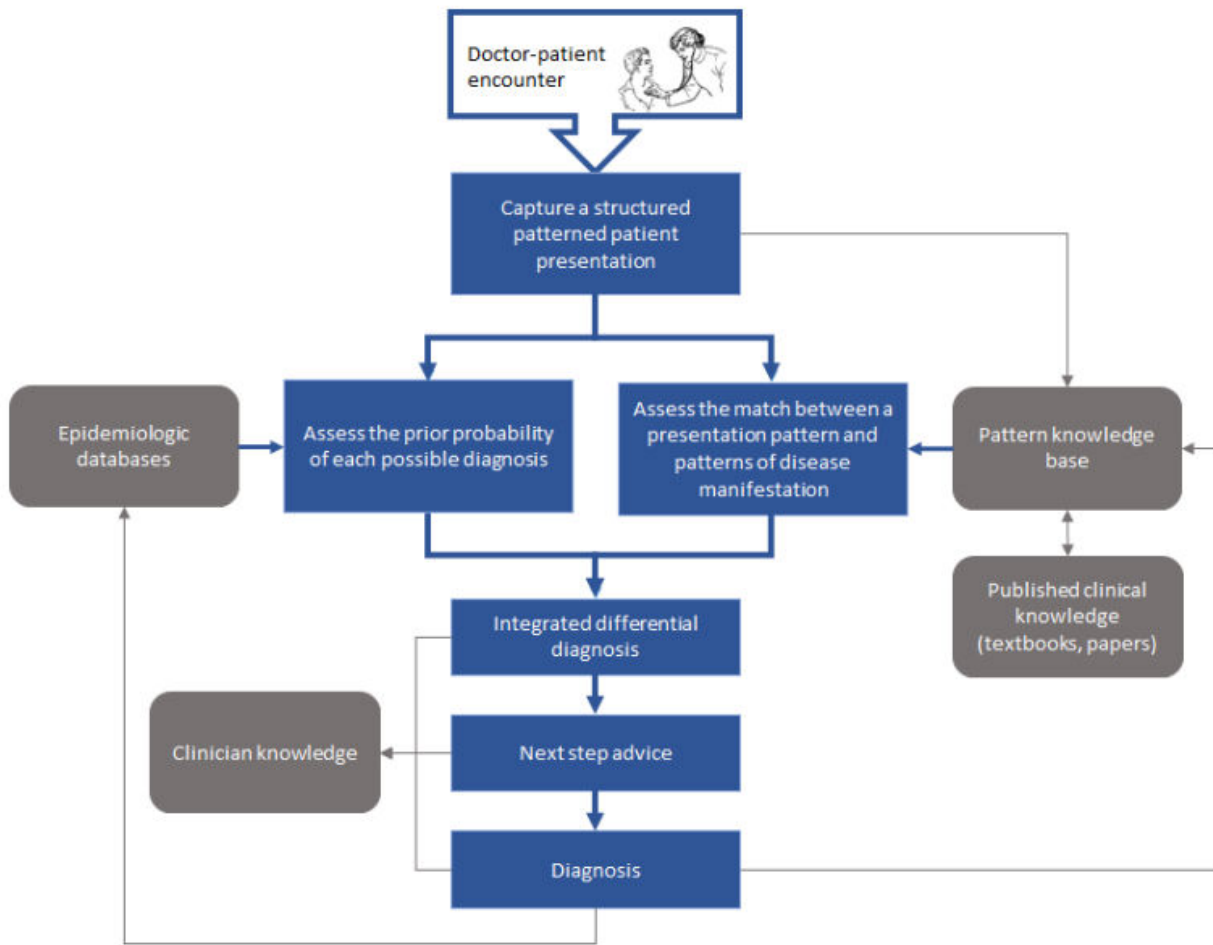 Doctor-patient
encounter
Capture a structured
patterned patient
presentation
Epidemiologic
databases
Assess the prior probability
of each possible diagnosis
Assess the match between a
presentation pattern and
patterns of disease
manifestation
Pattern knowledge
base
Published clinical
knowledge
(textbooks, papers)
Integrated differential
diagnosis
Clinician knowledge
Next step advice
Diagnosis